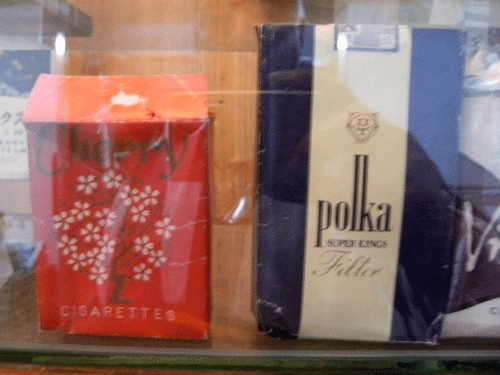 Cherry
CIGARETTES
polka
SUPER KINGS
Filter